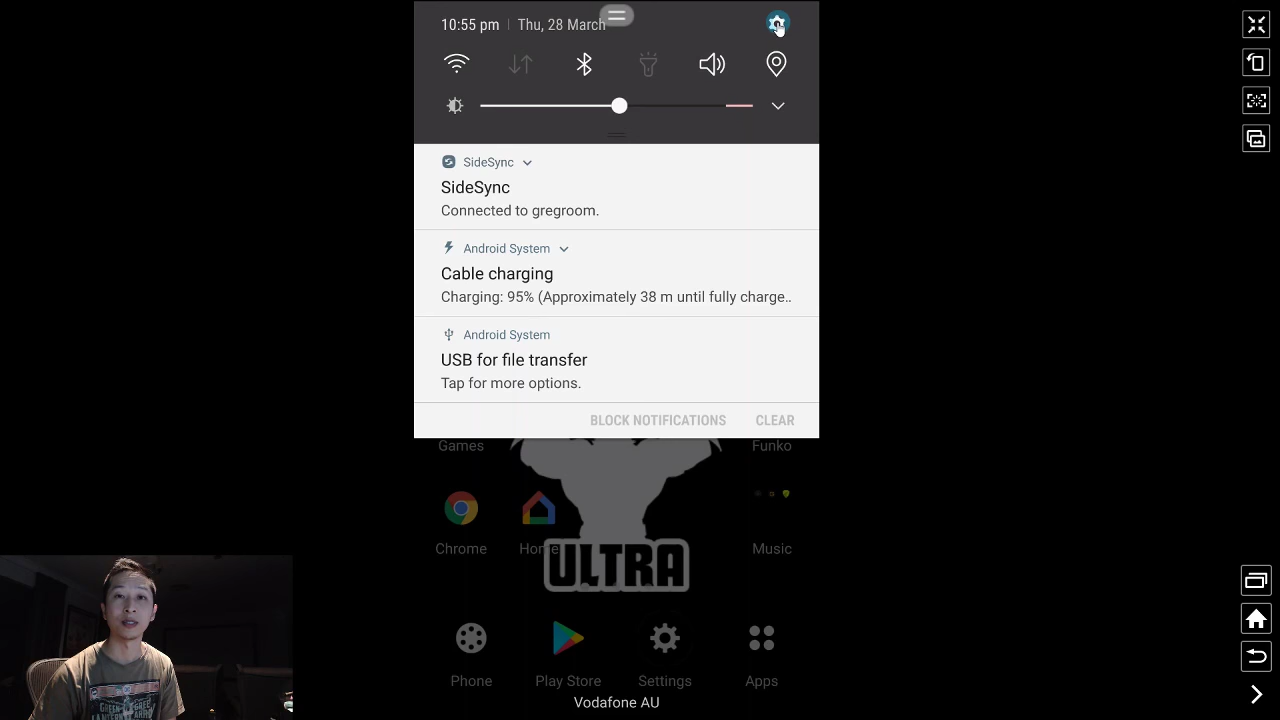 10:55 pm | Thu, 28 March
SideSync
SideSync
Connected to gregroom.
Android System
Cable charging
Charging: 95% (Approximately 38 m until fully charge..
Android System
USB for file transfer
Tap for more options.
BLOCK NOTIFICATIONS CLEAR
Games Funko
Chrome Home Music
ULTRA
Phone Play Store Settings Apps
Vodafone AU